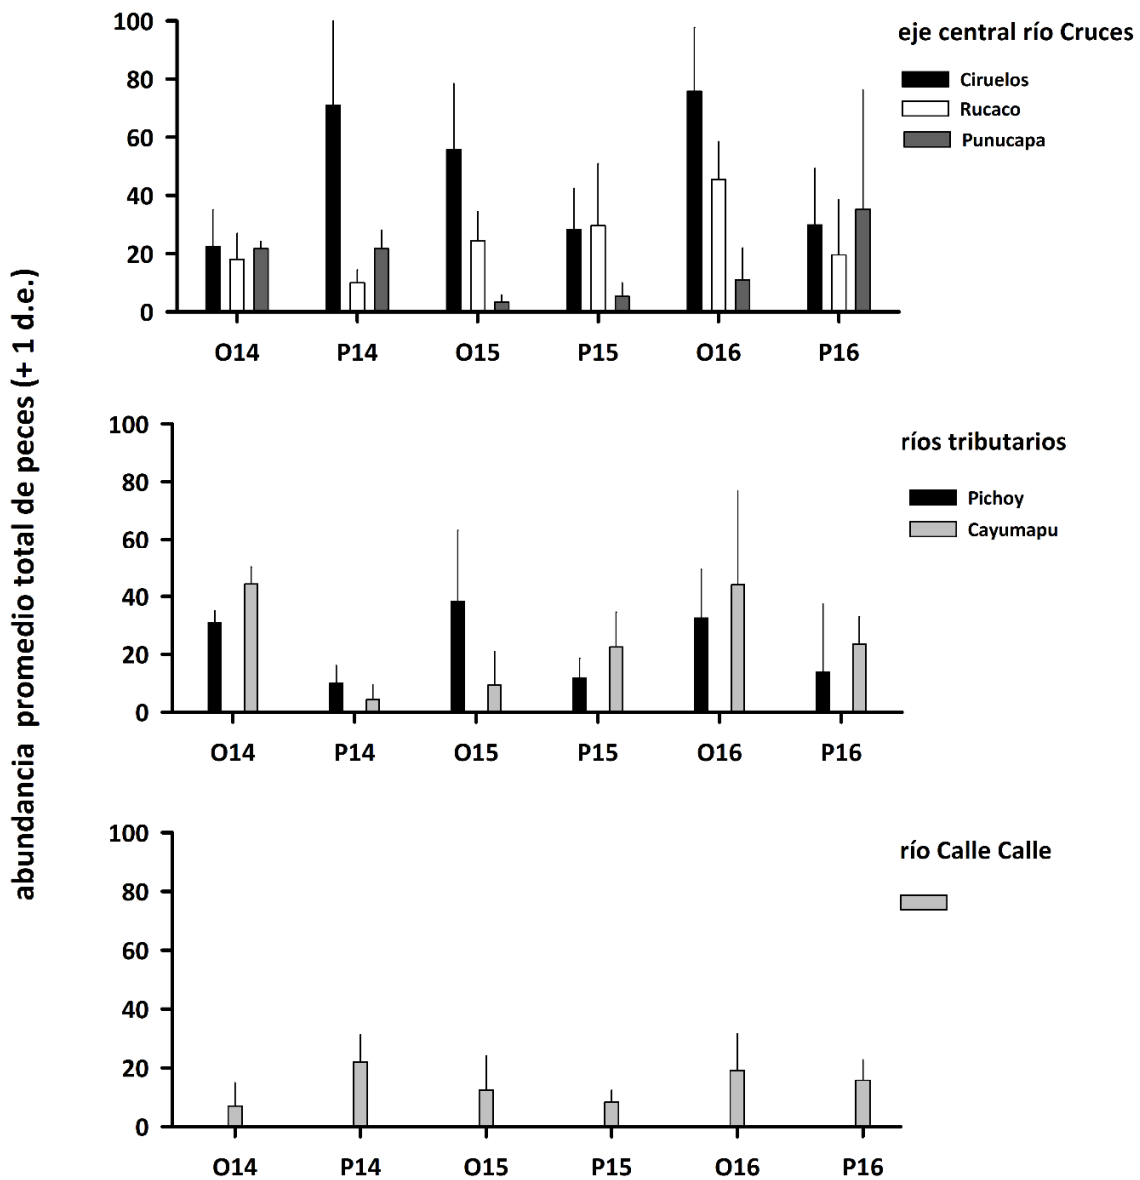 abundancia promedio total de peces (+ 1 d.e.)
eje central río Cruces
Ciruelos
Rucaco
Punucapa
100
80
60
40
20
0
O14 P14 O15 P15 O16 P16
ríos tributarios
Pichoy
Cayumapu
100
80
60
40
20
0
O14 P14 O15 P15 O16 P16
río Calle Calle
100
80
60
40
20
0
O14 P14 O15 P15 O16 P16